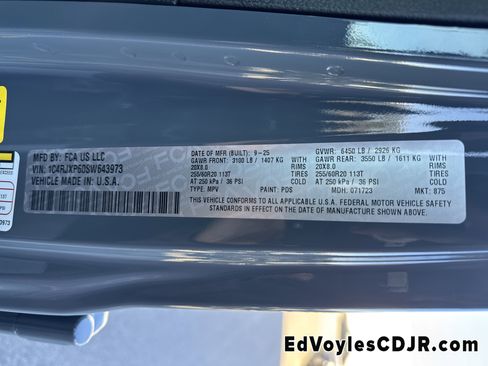 MFD BY: FCA US LLC
VIN: 1C4RJXP60SW643973
VEHICLE MADE IN: U.S.A.
DATE OF MFR (BUILT): 9-25
GVWR: 6450 LB / 2926 KG
GAWR FRONT: 3100 LB / 1407 KG WITH
GAWR REAR: 3550 LB / 1611 KG WITH
20X8.0 RIMS
20X8.0 RIMS
255/60R20 113T TIRES
255/60R20 113T TIRES
AT 250 kPa / 36 PSI
AT 250 kPa / 36 PSI
TYPE: MPV PAINT: PDS MDH: 071723 MKT: 875
THIS VEHICLE CONFORMS TO ALL APPLICABLE U.S.A. FEDERAL MOTOR VEHICLE SAFETY
STANDARDS IN EFFECT ON THE DATE OF MANUFACTURE SHOWN ABOVE
EdVoylesCDJR.com